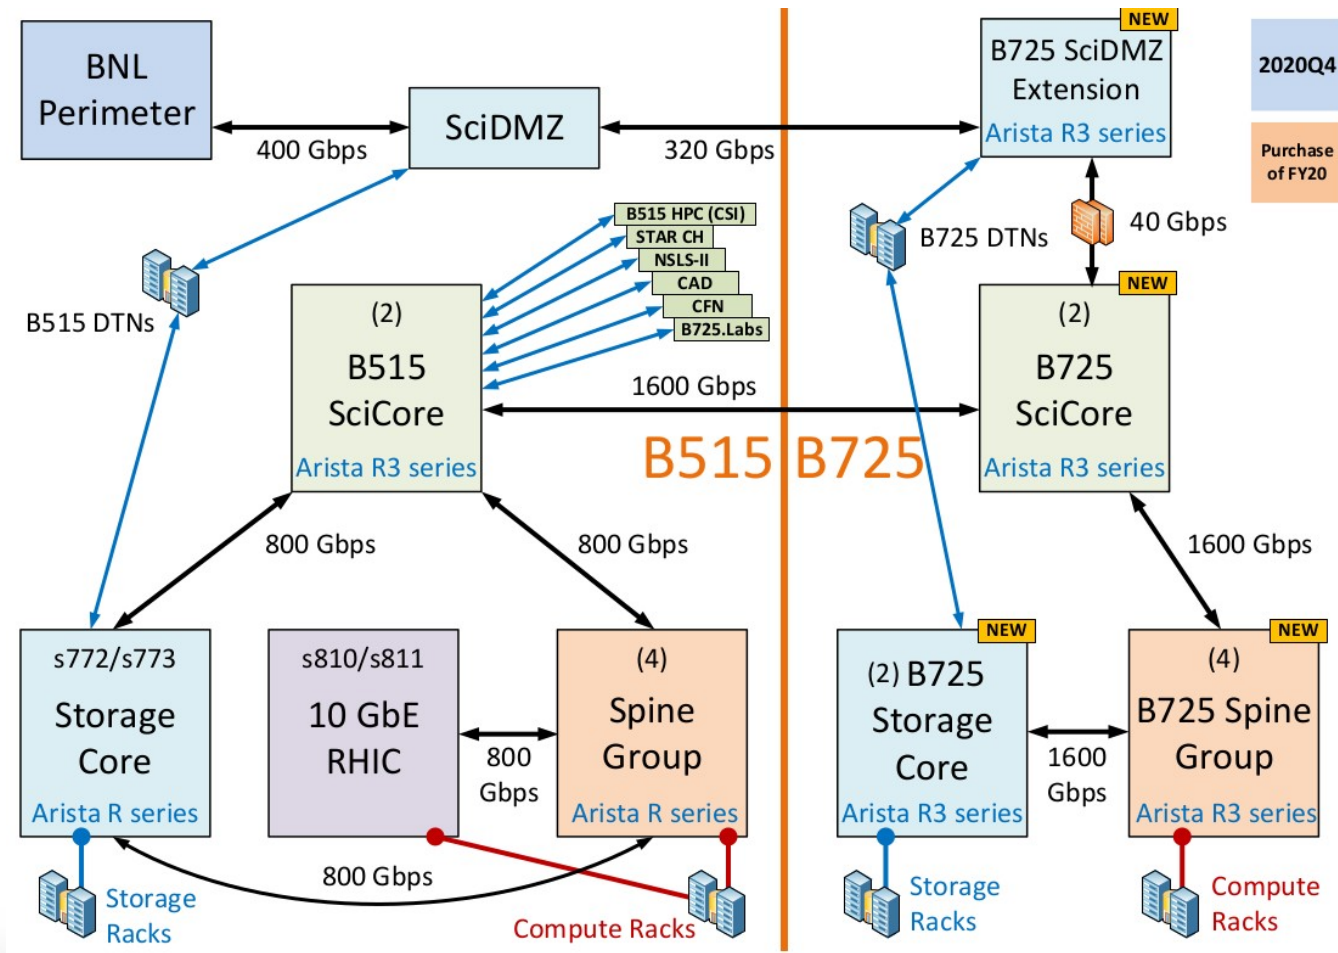 BNL
Perimeter
400 Gbps
SciDMZ
320 Gbps
NEW
B725 SciDMZ
Extension
Arista R3 series
2020Q4
Purchase
of FY20
B515 DTNs
B515 HPC (CSI)
STAR CH
NSLS-II
CAD
CFN
B725.Labs
B725 DTNs
40 Gbps
(2)
B515
SciCore
Arista R3 series
1600 Gbps
NEW
(2)
B725
SciCore
Arista R3 series
B515
B725
800 Gbps
800 Gbps
1600 Gbps
s772/s773
Storage
Core
Arista R series
s810/s811
10 GbE
RHIC
800
Gbps
(4)
Spine
Group
Arista R series
NEW
(2) B725
Storage
Core
Arista R3 series
1600
Gbps
NEW
(4)
B725 Spine
Group
Arista R3 series
800 Gbps
Storage
Racks
Compute Racks
Storage
Racks
Compute
Racks